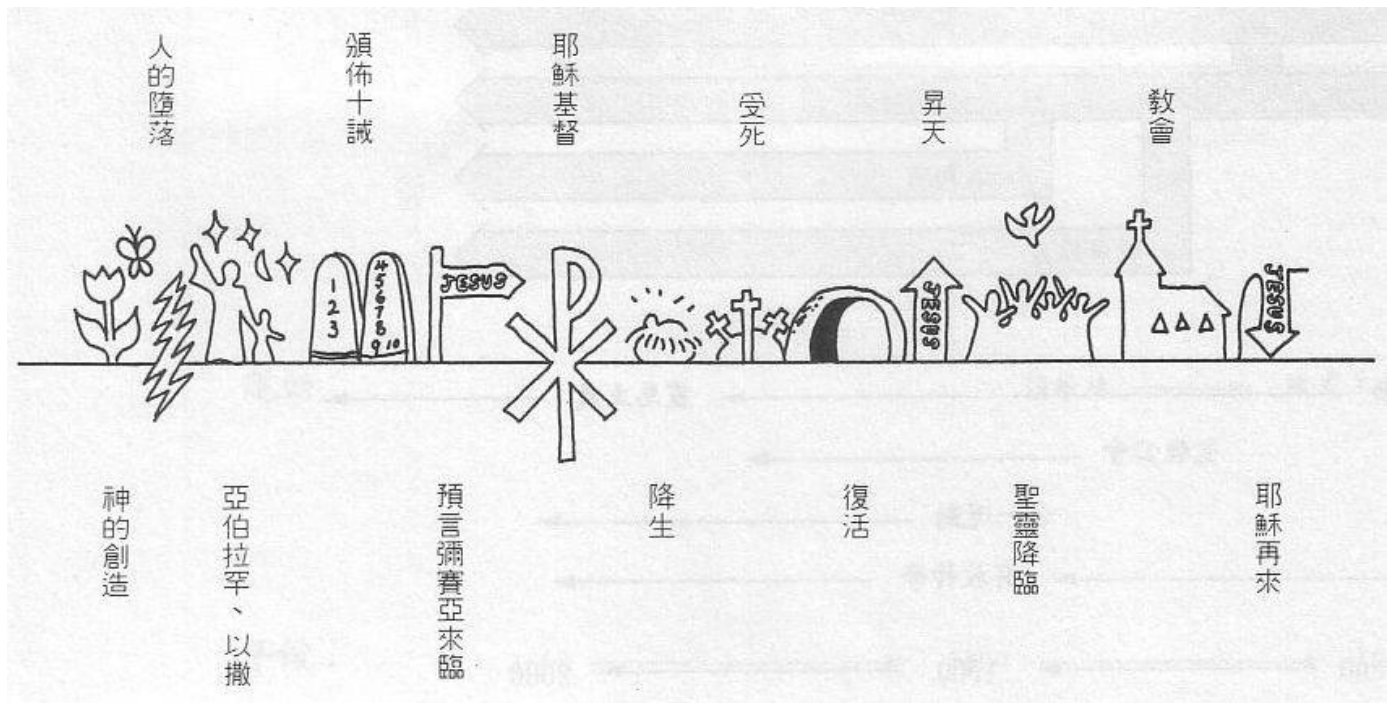 人的墮落
頒佈十誡
耶穌基督
受死
昇天
教會
1
2
3
4
5
6
7
8
9 10
JESUS
JESUS
JESUS
神的創造
亞伯拉罕、以撒
預言彌賽亞來臨
降生
復活
聖靈降臨
耶穌再來